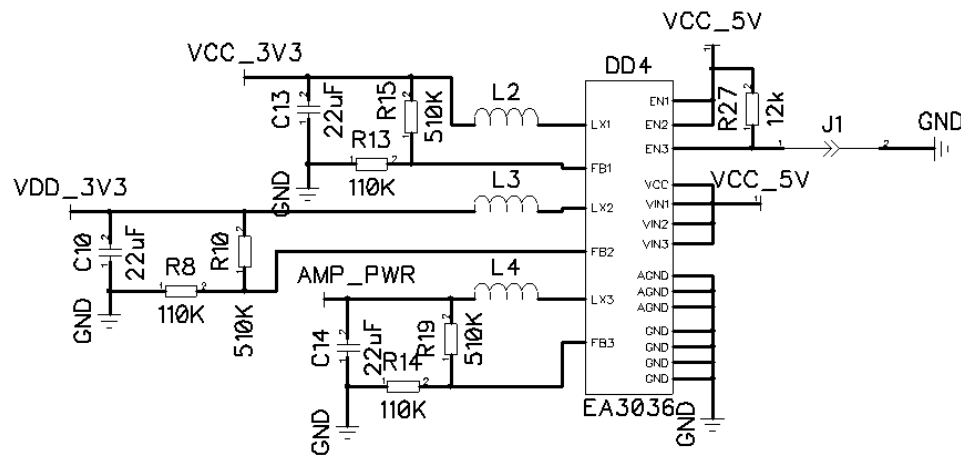 VCC_5V
VCC_3V3
DD4
C13
22uF
R15
510K
L2
LX1
EN1
EN2
EN3
R27
12k
J1
1
2
GND
R13
110K
FB1
GND
VDD_3V3
L3
LX2
VCC
VIN1
VIN2
VIN3
VCC_5V
C10
22uF
R10
510K
R8
110K
FB2
GND
AMP_PWR
L4
LX3
AGND
AGND
AGND
GND
GND
GND
GND
C14
22uF
R19
510K
R14
110K
FB3
GND
EA3036
GND